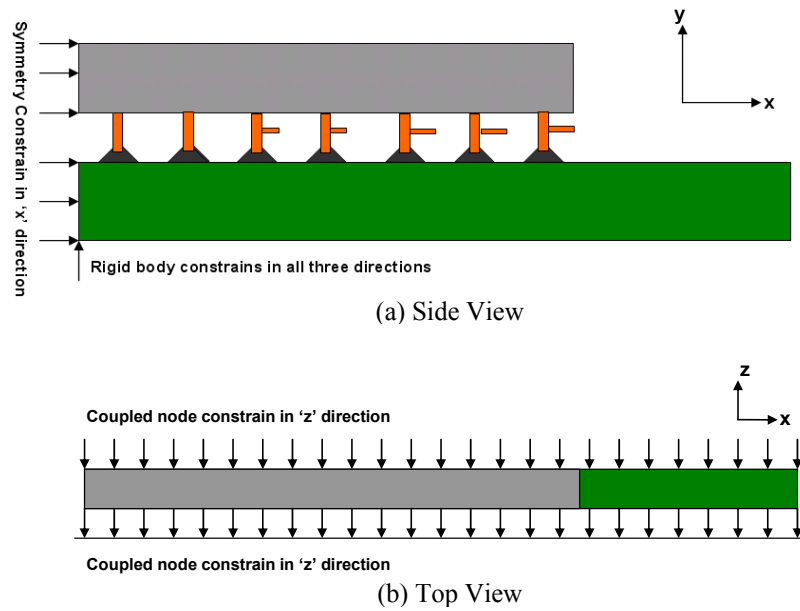 Symmetry Constrain in
'x' direction
y
x
Rigid body constrains in all three directions
(a) Side View
z
x
Coupled node constrain in 'z' direction
Coupled node constrain in 'z' direction
(b) Top View